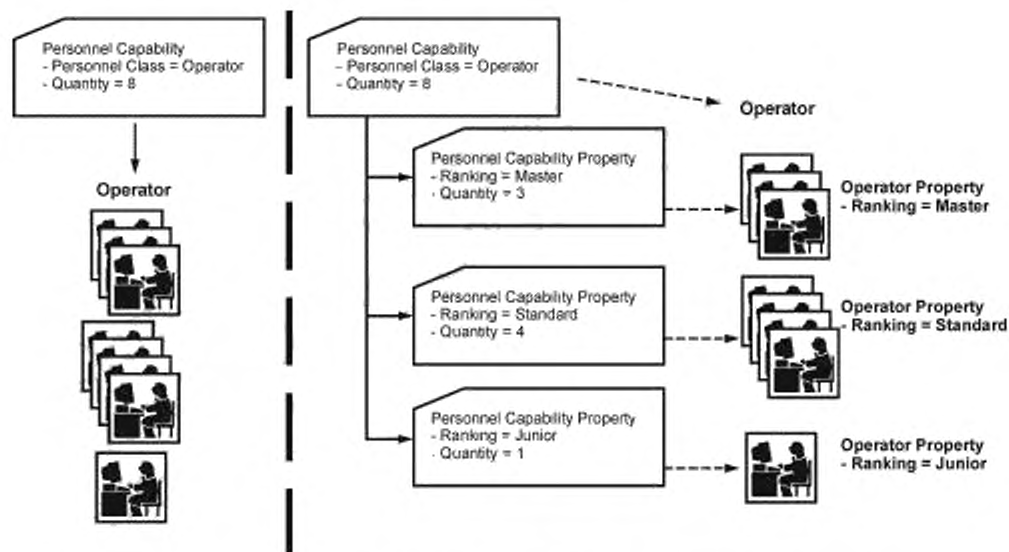 Personnel Capability
- Personnel Class = Operator
- Quantity = 8
Operator
Personnel Capability
- Personnel Class = Operator
- Quantity = 8
Operator
Personnel Capability Property
- Ranking = Master
- Quantity = 3
Operator Property
- Ranking = Master
Personnel Capability Property
- Ranking = Standard
- Quantity = 4
Operator Property
- Ranking = Standard
Personnel Capability Property
- Ranking = Junior
- Quantity = 1
Operator Property
- Ranking = Junior